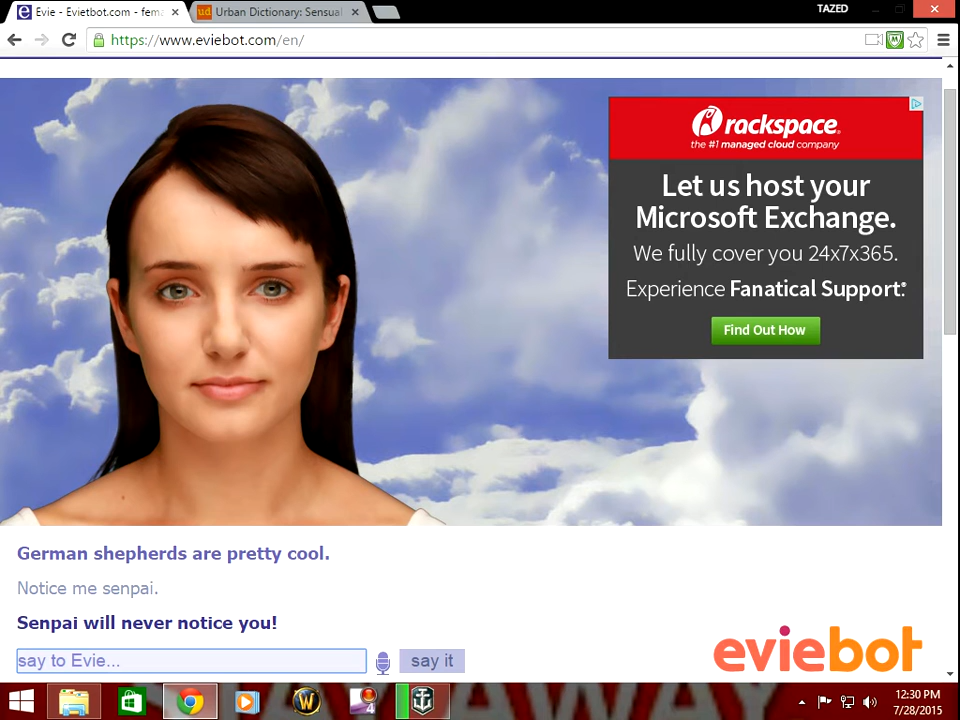 Evie - Eviebot.com - fema
Urban Dictionary: Sensual
TAZED
https://www.eviebot.com/en/
rackspace®
the #1 managed cloud company
Let us host your
Microsoft Exchange.
We fully cover you 24x7x365.
Experience Fanatical Support®.
Find Out How
German shepherds are pretty cool.
Notice me senpai.
Senpai will never notice you!
say to Evie...
say it
eviebot
12:30 PM
7/28/2015